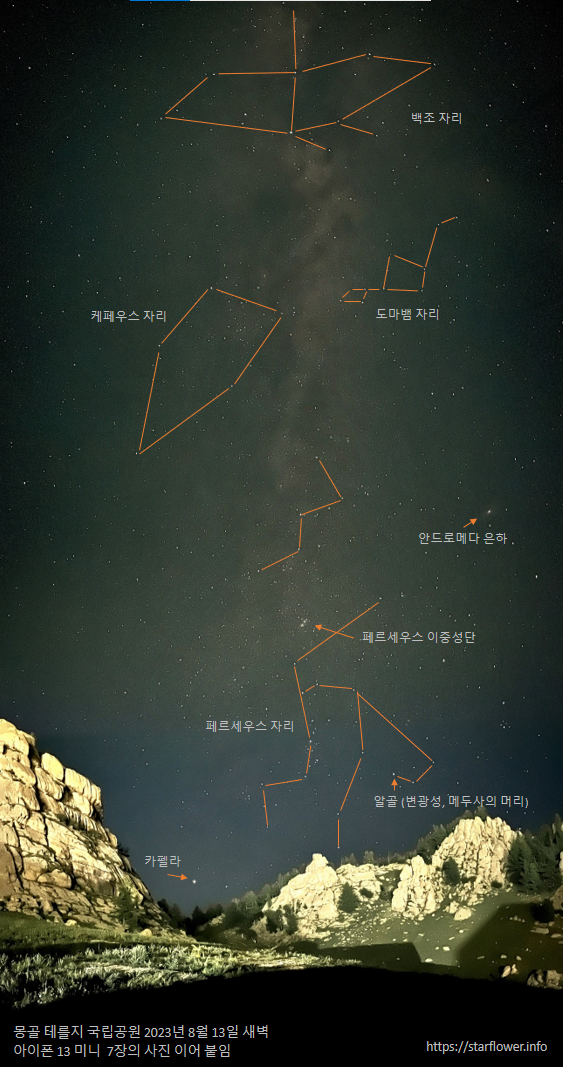 백조 자리
도마뱀 자리
케페우스 자리
안드로메다 은하
페르세우스 이중성단
페르세우스 자리
알골 (변광성, 메두사의 머리)
카펠라
몽골 테를지 국립공원 2023년 8월 13일 새벽
아이폰 13 미니 7장의 사진 이어 붙임
https://starflower.info